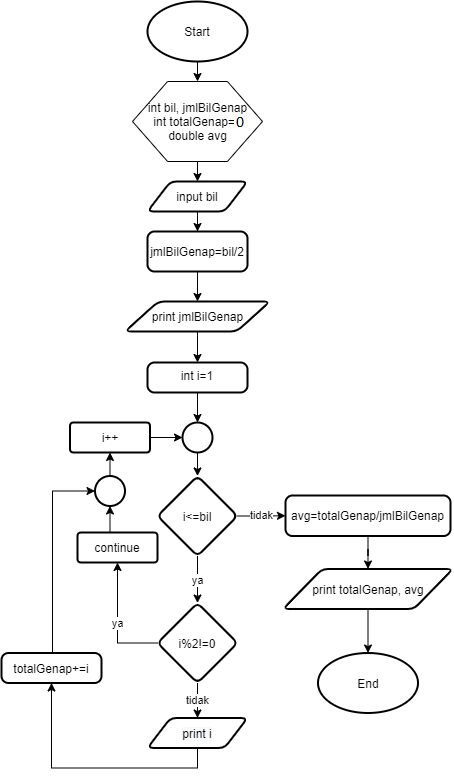 Start
int bil, jmlBilGenap
int totalGenap=0
double avg
input bil
jmlBilGenap=bil/2
print jmlBilGenap
int i=1
i++
i<=bil
tidak
avg=totalGenap/jmlBilGenap
continue
ya
print totalGenap, avg
ya
i%2!=0
totalGenap+=i
End
tidak
print i